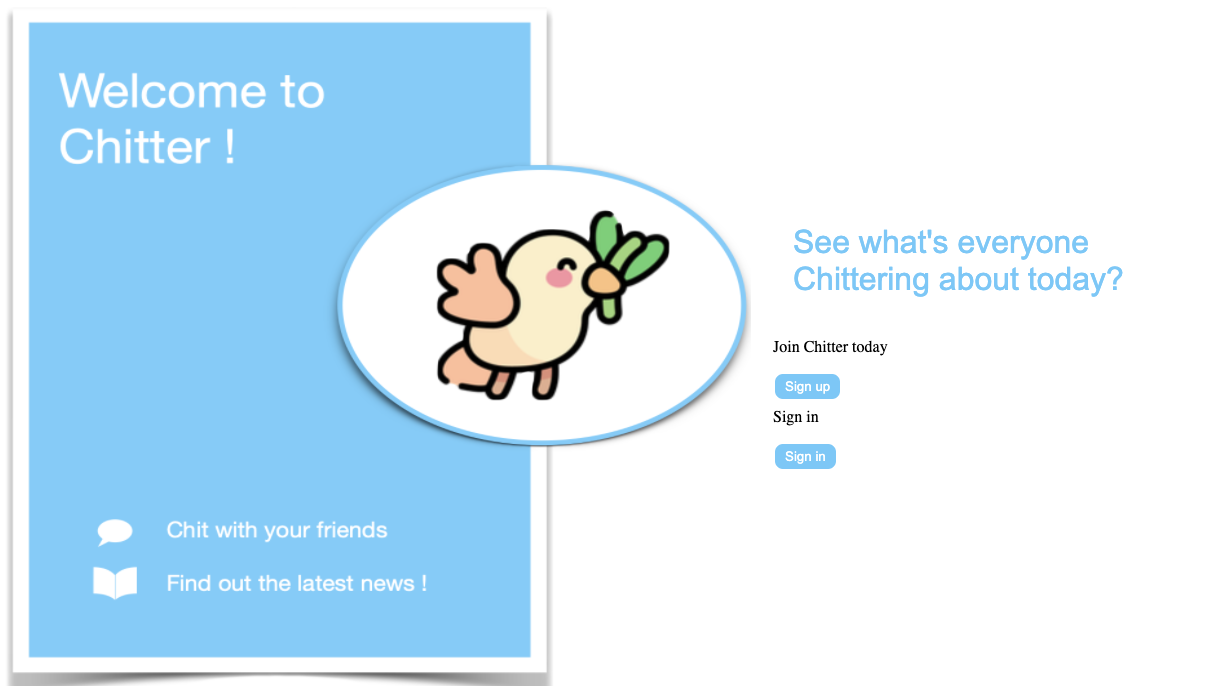 Welcome to
Chitter !
Chit with your friends
Find out the latest news !
See what's everyone
Chittering about today?
Join Chitter today
Sign up
Sign in
Sign in